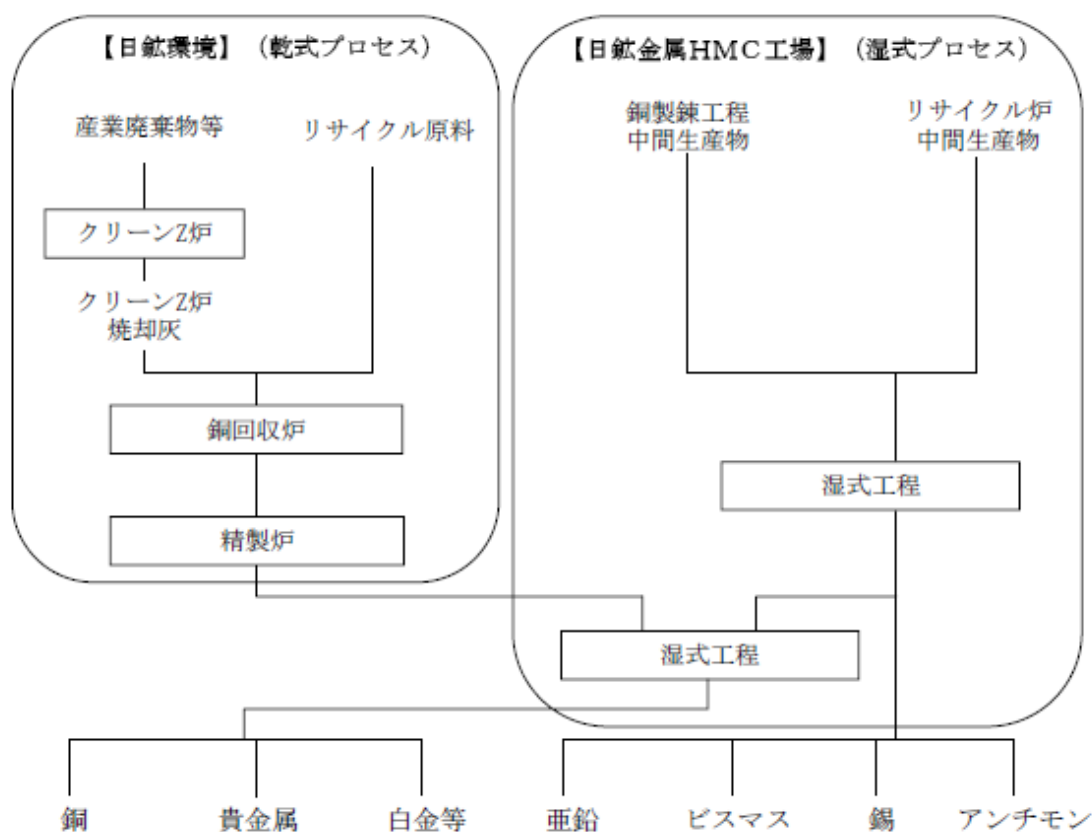 【日鉱環境】（乾式プロセス）
【日鉱金属HMC工場】（湿式プロセス）
産業廃棄物等
リサイクル原料
銅製錬工程
中間生産物
リサイクル炉
中間生産物
クリーンZ炉
クリーンZ炉
焼却灰
銅回収炉
湿式工程
精製炉
湿式工程
銅
貴金属
白金等
亜鉛
ビスマス
錫
アンチモン